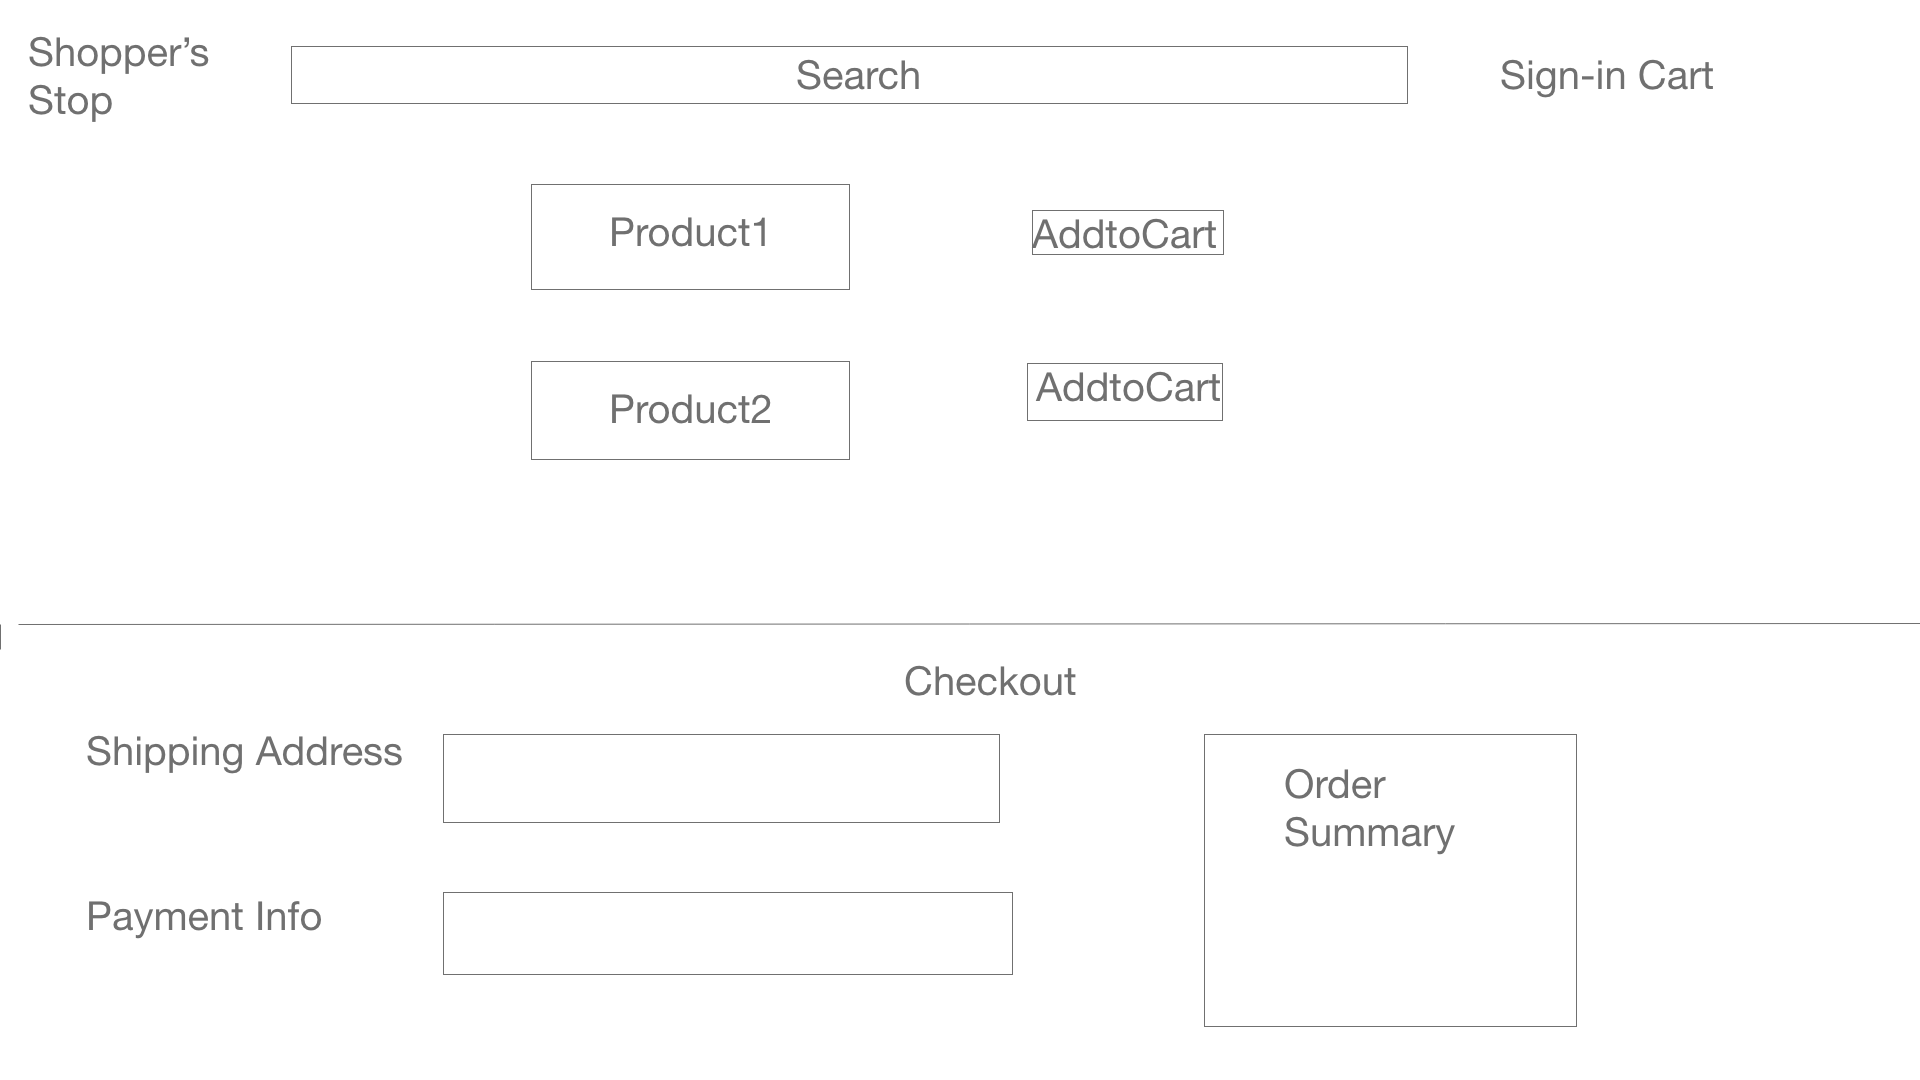 Shopper’s
Stop
Search
Sign-in Cart
Product1
AddtoCart
Product2
AddtoCart
Checkout
Shipping Address
Order
Summary
Payment Info